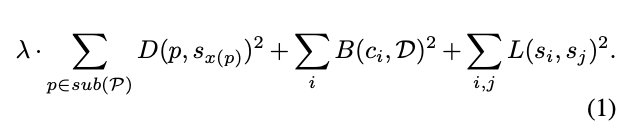 λ · ∑_{p∈sub(𝒫)} D(p, s_{x(p)})² + ∑_i B(c_i, 𝒟)² + ∑_{i,j} L(s_i, s_j)².
(1)